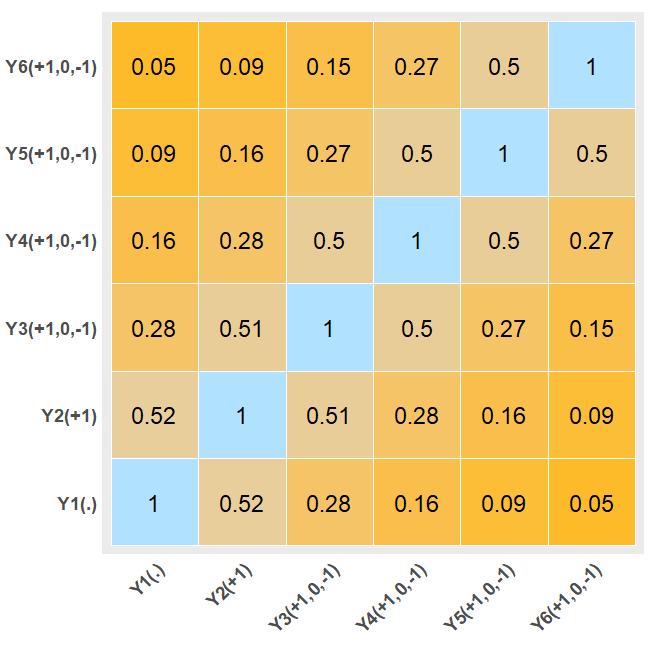 Y6(+1,0,-1) 0.05 0.09 0.15 0.27 0.5 1
Y5(+1,0,-1) 0.09 0.16 0.27 0.5 1 0.5
Y4(+1,0,-1) 0.16 0.28 0.5 1 0.5 0.27
Y3(+1,0,-1) 0.28 0.51 1 0.5 0.27 0.15
Y2(+1) 0.52 1 0.51 0.28 0.16 0.09
Y1(.) 1 0.52 0.28 0.16 0.09 0.05
Y1(.) Y2(+1) Y3(+1,0,-1) Y4(+1,0,-1) Y5(+1,0,-1) Y6(+1,0,-1)